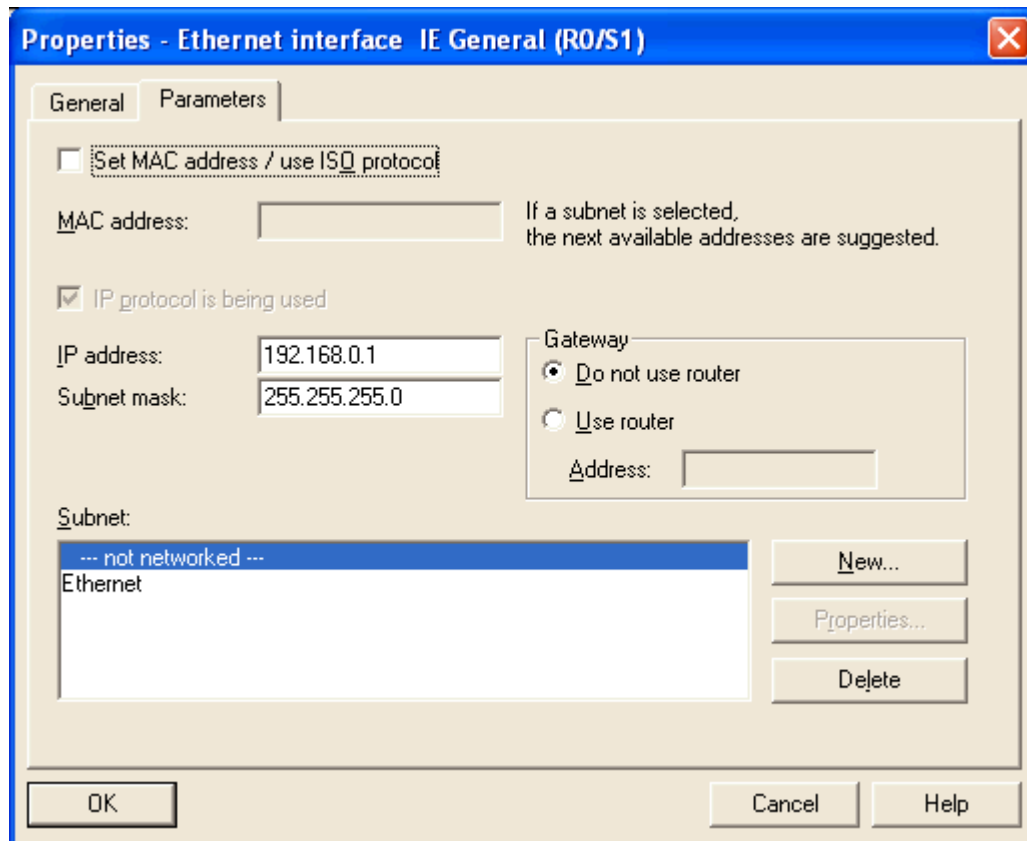 Properties - Ethernet interface IE General (R0/S1)
General
Parameters
Set MAC address / use ISO protocol
MAC address:
If a subnet is selected,
the next available addresses are suggested.
IP protocol is being used
IP address:
192.168.0.1
Subnet mask:
255.255.255.0
Gateway
Do not use router
Use router
Address:
Subnet:
--- not networked ---
Ethernet
New...
Properties...
Delete
OK
Cancel
Help